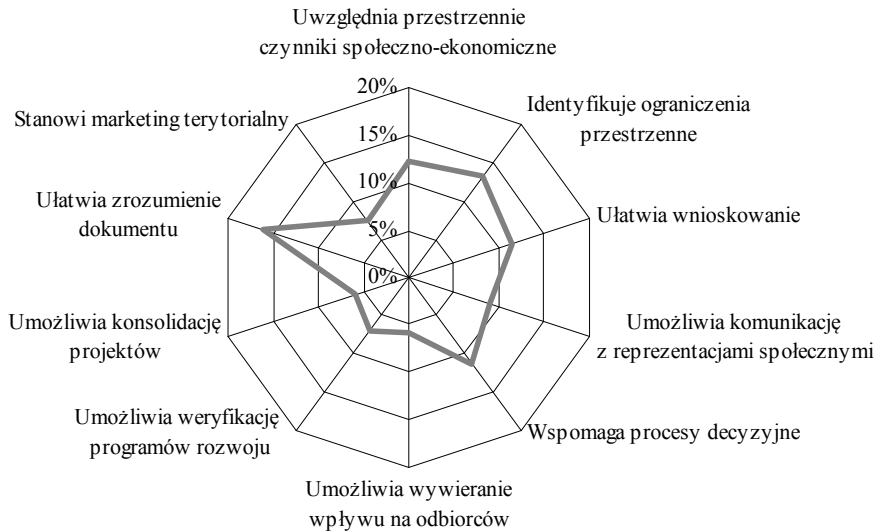 Uwzględnia przestrzennie
czynniki społeczno-ekonomiczne
20%
15%
10%
5%
0%
Identyfikuje ograniczenia
przestrzenne
Ułatwia wnioskowanie
Umożliwia komunikację
z reprezentacjami społecznymi
Wspomaga procesy decyzyjne
Umożliwia wywieranie
wpływu na odbiorców
Umożliwia weryfikację
programów rozwoju
Umożliwia konsolidację
projektów
Ułatwia zrozumienie
dokumentu
Stanowi marketing terytorialny